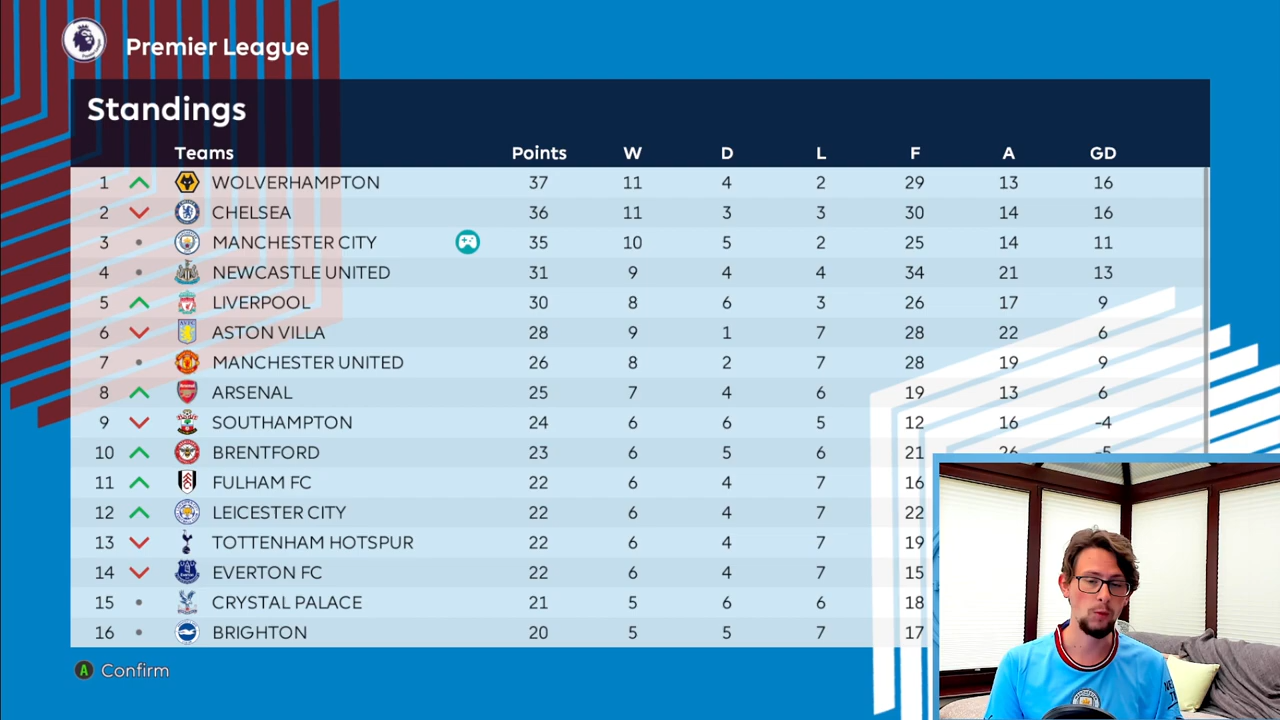 Premier League
Standings
Teams Points W D L F A GD
1 WOLVERHAMPTON 37 11 4 2 29 13 16
2 CHELSEA 36 11 3 3 30 14 16
3 MANCHESTER CITY 35 10 5 2 25 14 11
4 NEWCASTLE UNITED 31 9 4 4 34 21 13
5 LIVERPOOL 30 8 6 3 26 17 9
6 ASTON VILLA 28 9 1 7 28 22 6
7 MANCHESTER UNITED 26 8 2 7 28 19 9
8 ARSENAL 25 7 4 6 19 13 6
9 SOUTHAMPTON 24 6 6 5 12 16 -4
10 BRENTFORD 23 6 5 6 21 26 -5
11 FULHAM FC 22 6 4 7 16
12 LEICESTER CITY 22 6 4 7 22
13 TOTTENHAM HOTSPUR 22 6 4 7 19
14 EVERTON FC 22 6 4 7 15
15 CRYSTAL PALACE 21 5 6 6 18
16 BRIGHTON 20 5 5 7 17
A Confirm